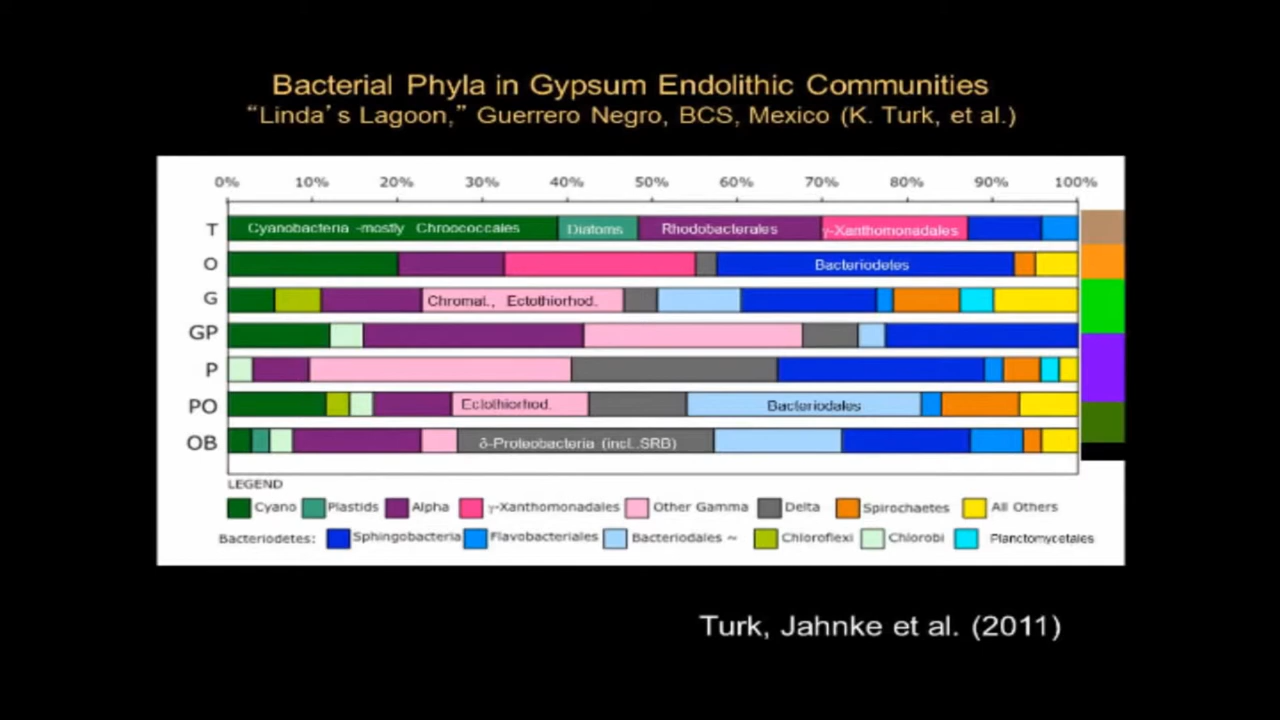 Bacterial Phyla in Gypsum Endolithic Communities
“Linda’s Lagoon,” Guerrero Negro, BCS, Mexico (K. Turk, et al.)
0% 10% 20% 30% 40% 50% 60% 70% 80% 90% 100%
T Cyanobacteria -mostly Chroococcales Diatoms Rhodobacterales γ-Xanthomonadales
O Bacteriodetes
G Chromat., Ectothiorhod.
GP
P
PO Ectothiorhod. Bacteriodales
OB δ-Proteobacteria (incl. SRB)
LEGEND
Cyano Plastids Alpha γ-Xanthomonadales Other Gamma Delta Spirochaetes All Others
Bacteriodetes: Sphingobacteria Flavobacteriales Bacteriodales ~ Chloroflexi Chlorobi Planctomycetales
Turk, Jahnke et al. (2011)